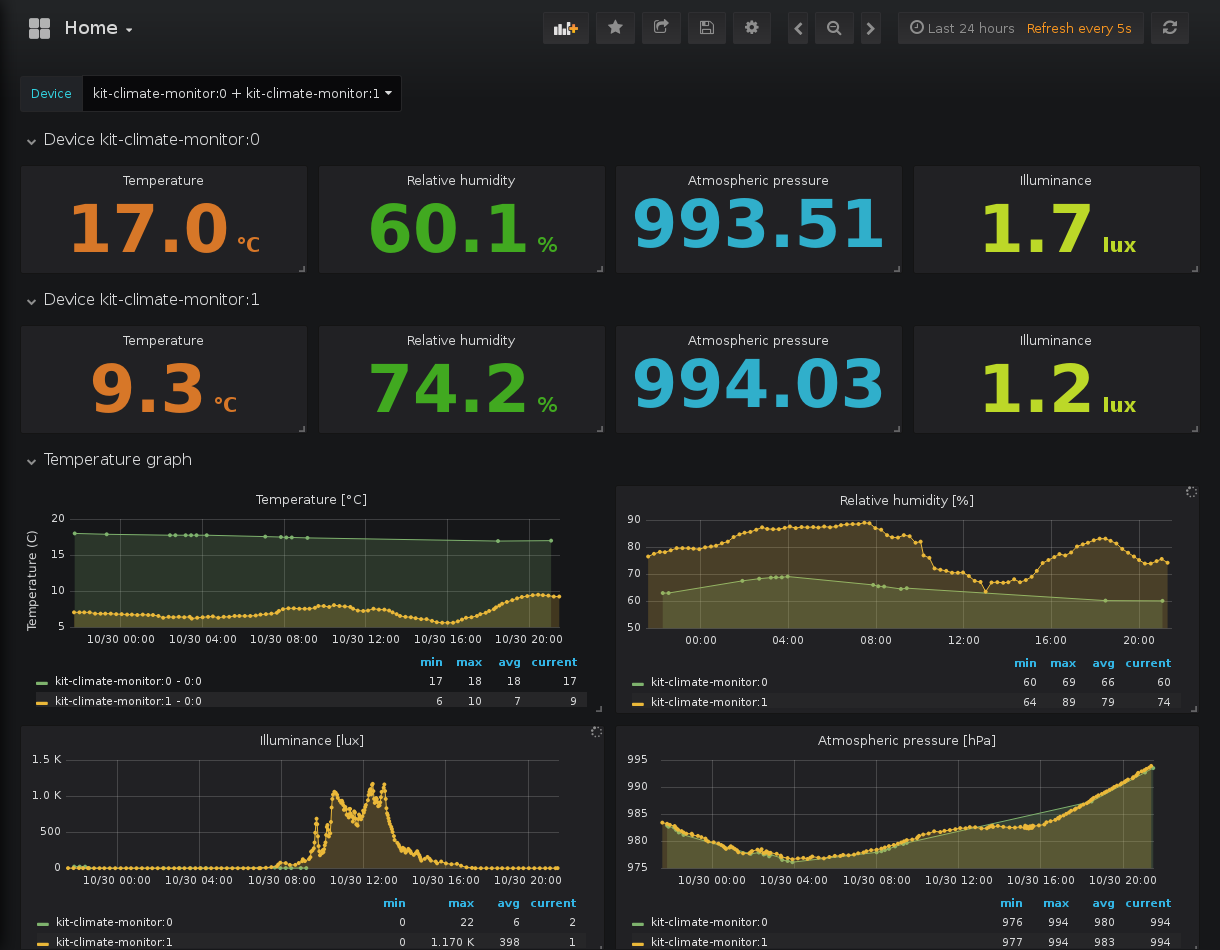 Home
Last 24 hours Refresh every 5s
Device kit-climate-monitor:0 + kit-climate-monitor:1
Device kit-climate-monitor:0
Temperature Relative humidity Atmospheric pressure Illuminance
17.0 °C 60.1 % 993.51 1.7 lux
Device kit-climate-monitor:1
Temperature Relative humidity Atmospheric pressure Illuminance
9.3 °C 74.2 % 994.03 1.2 lux
Temperature graph
Temperature [°C]
Temperature (C)
20
15
10
5
10/30 00:00 10/30 04:00 10/30 08:00 10/30 12:00 10/30 16:00 10/30 20:00
min max avg current
kit-climate-monitor:0 - 0:0 17 18 18 17
kit-climate-monitor:1 - 0:0 6 10 7 9
Relative humidity [%]
90
80
70
60
50
00:00 04:00 08:00 12:00 16:00 20:00
min max avg current
kit-climate-monitor:0 60 69 66 60
kit-climate-monitor:1 64 89 79 74
Illuminance [lux]
1.5 K
1.0 K
500
0
10/30 00:00 10/30 04:00 10/30 08:00 10/30 12:00 10/30 16:00 10/30 20:00
min max avg current
kit-climate-monitor:0 0 22 6 2
kit-climate-monitor:1 0 1.170 K 398 1
Atmospheric pressure [hPa]
995
990
985
980
975
10/30 00:00 10/30 04:00 10/30 08:00 10/30 12:00 10/30 16:00 10/30 20:00
min max avg current
kit-climate-monitor:0 976 994 980 994
kit-climate-monitor:1 977 994 983 994